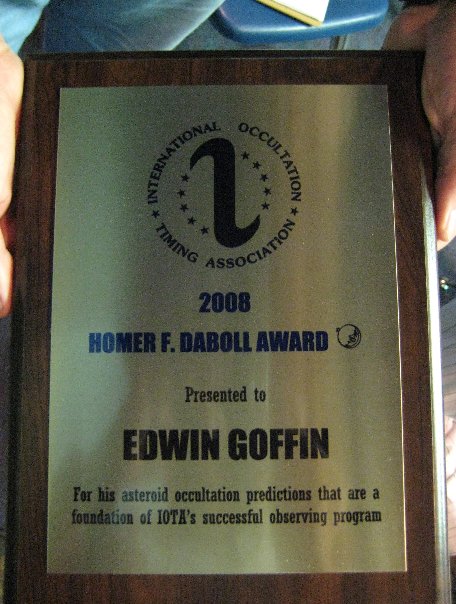 INTERNATIONAL OCCULTATION
TIMING ASSOCIATION
2008
HOMER F. DABOLL AWARD
Presented to
EDWIN GOFFIN
For his asteroid occultation predictions that are a
foundation of IOTA's successful observing program